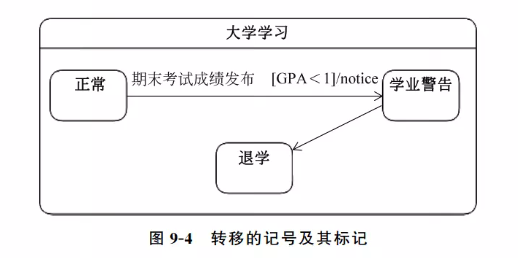 大学学习
正常
期末考试成绩发布 [GPA<1]/notice
学业警告
退学
图 9-4 转移的记号及其标记